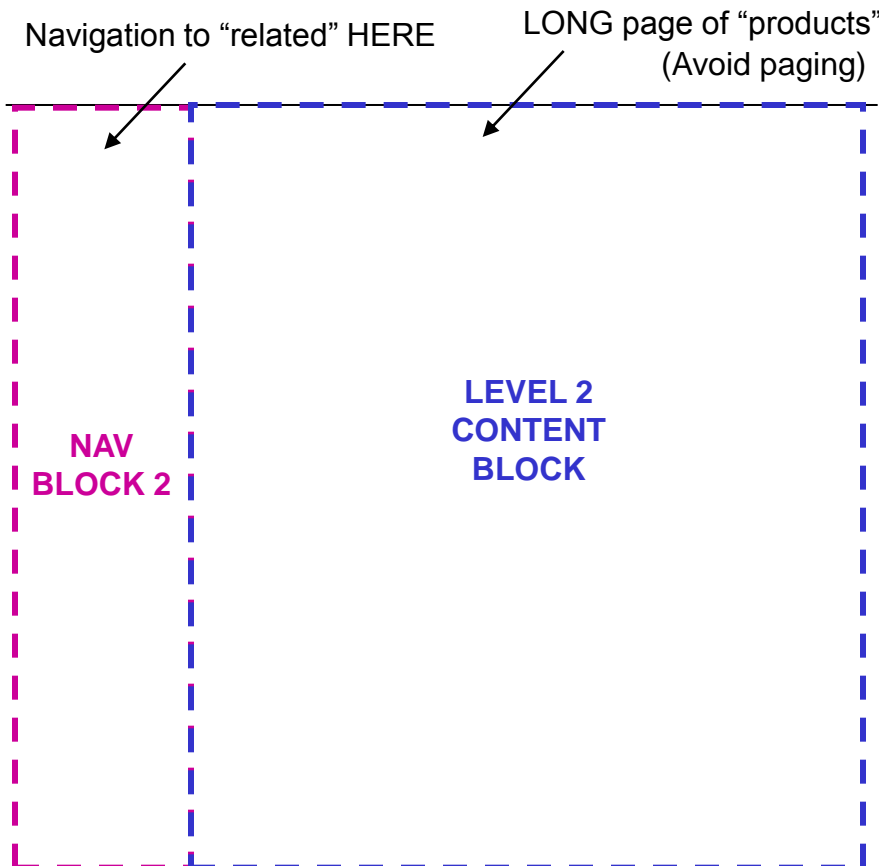 Navigation to “related” HERE
LONG page of “products”
(Avoid paging)
NAV
BLOCK 2
LEVEL 2
CONTENT
BLOCK